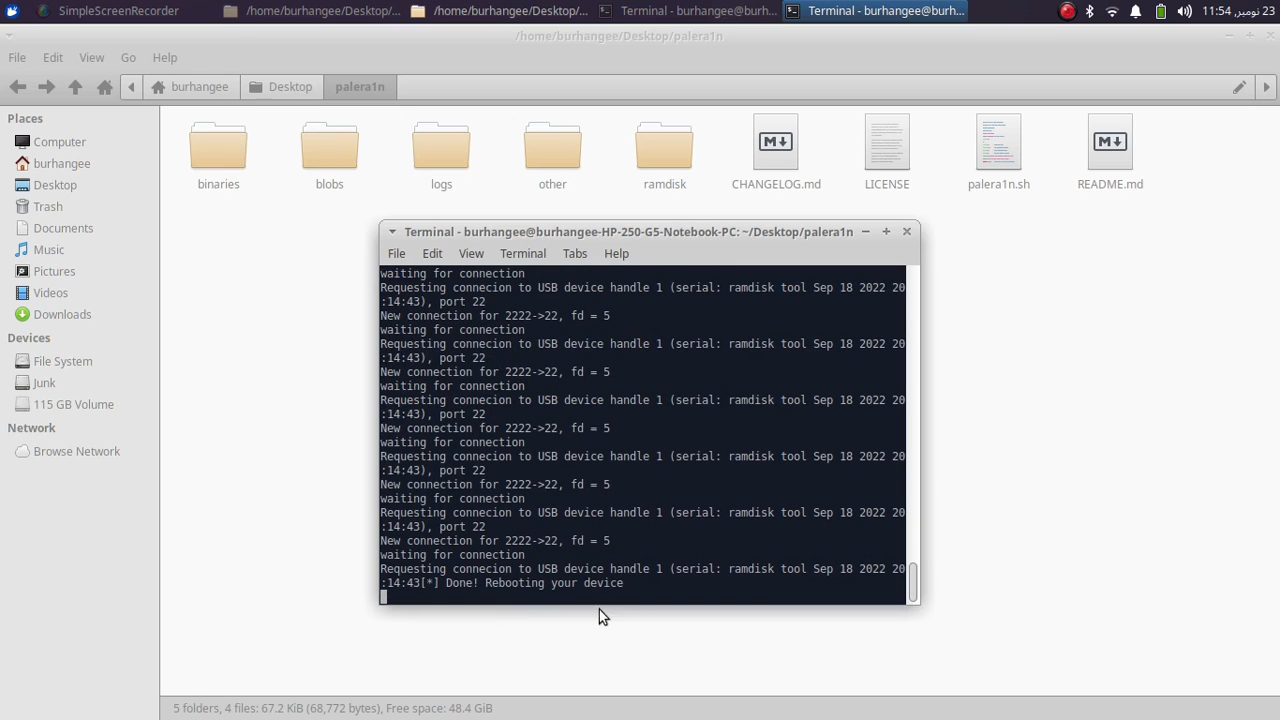 SimpleScreenRecorder
/home/burhangee/Desktop/...
/home/burhangee/Desktop/...
Terminal - burhangee@burh...
Terminal - burhangee@burh...
23 نومبر, 11:54
/home/burhangee/Desktop/palera1n
File Edit View Go Help
burhangee Desktop palera1n
Places
Computer
burhangee
Desktop
Trash
Documents
Music
Pictures
Videos
Downloads
Devices
File System
Junk
115 GB Volume
Network
Browse Network
binaries blobs logs other ramdisk CHANGELOG.md LICENSE palera1n.sh README.md
Terminal - burhangee@burhangee-HP-250-G5-Notebook-PC: ~/Desktop/palera1n
File Edit View Terminal Tabs Help
waiting for connection
Requesting connecion to USB device handle 1 (serial: ramdisk tool Sep 18 2022 20
:14:43), port 22
New connection for 2222->22, fd = 5
waiting for connection
Requesting connecion to USB device handle 1 (serial: ramdisk tool Sep 18 2022 20
:14:43), port 22
New connection for 2222->22, fd = 5
waiting for connection
Requesting connecion to USB device handle 1 (serial: ramdisk tool Sep 18 2022 20
:14:43), port 22
New connection for 2222->22, fd = 5
waiting for connection
Requesting connecion to USB device handle 1 (serial: ramdisk tool Sep 18 2022 20
:14:43), port 22
New connection for 2222->22, fd = 5
waiting for connection
Requesting connecion to USB device handle 1 (serial: ramdisk tool Sep 18 2022 20
:14:43), port 22
New connection for 2222->22, fd = 5
waiting for connection
Requesting connecion to USB device handle 1 (serial: ramdisk tool Sep 18 2022 20
:14:43[*] Done! Rebooting your device
5 folders, 4 files: 67.2 KiB (68,772 bytes), Free space: 48.4 GiB